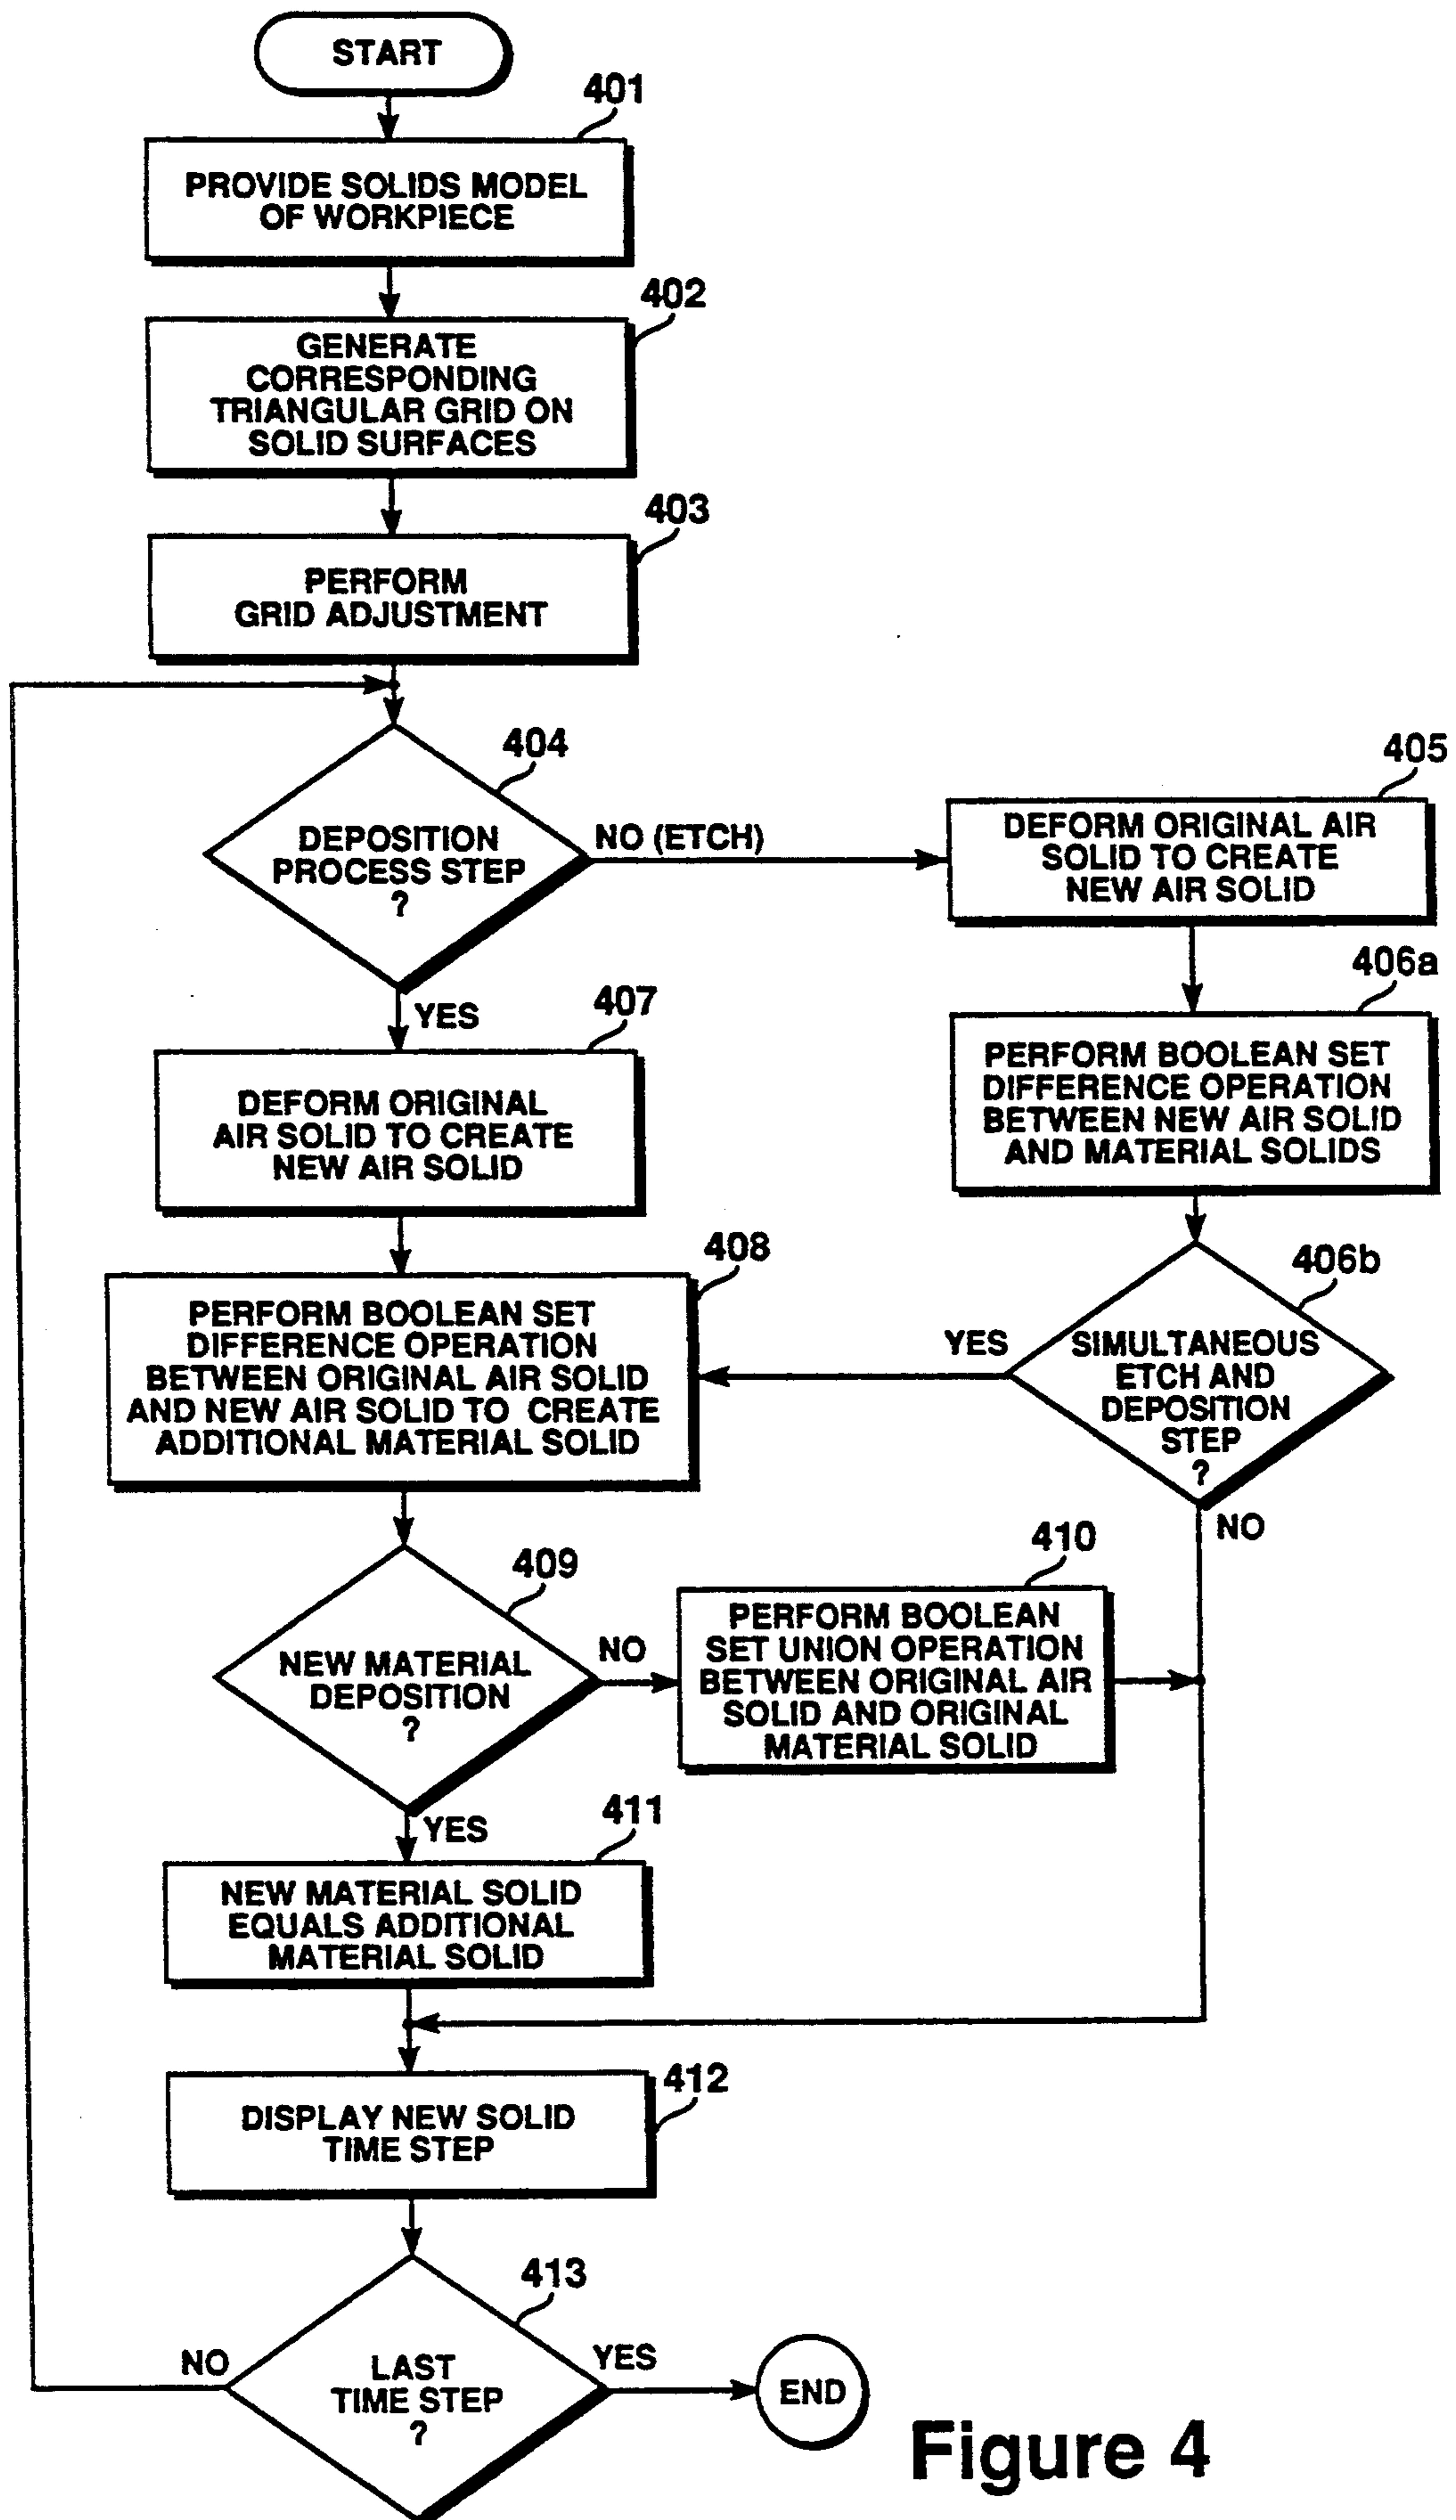 START
401
PROVIDE SOLIDS MODEL
OF WORKPIECE
402
GENERATE
CORRESPONDING
TRIANGULAR GRID ON
SOLID SURFACES
403
PERFORM
GRID ADJUSTMENT
404
DEPOSITION
PROCESS STEP
?
NO (ETCH)
YES
405
DEFORM ORIGINAL AIR
SOLID TO CREATE
NEW AIR SOLID
406a
PERFORM BOOLEAN SET
DIFFERENCE OPERATION
BETWEEN NEW AIR SOLID
AND MATERIAL SOLIDS
407
DEFORM ORIGINAL
AIR SOLID TO CREATE
NEW AIR SOLID
406b
SIMULTANEOUS
ETCH AND
DEPOSITION
STEP
?
YES
NO
408
PERFORM BOOLEAN SET
DIFFERENCE OPERATION
BETWEEN ORIGINAL AIR SOLID
AND NEW AIR SOLID TO CREATE
ADDITIONAL MATERIAL SOLID
409
NEW MATERIAL
DEPOSITION
?
NO
YES
410
PERFORM BOOLEAN
SET UNION OPERATION
BETWEEN ORIGINAL AIR
SOLID AND ORIGINAL
MATERIAL SOLID
411
NEW MATERIAL SOLID
EQUALS ADDITIONAL
MATERIAL SOLID
412
DISPLAY NEW SOLID
TIME STEP
413
LAST
TIME STEP
?
NO
YES
END
Figure 4